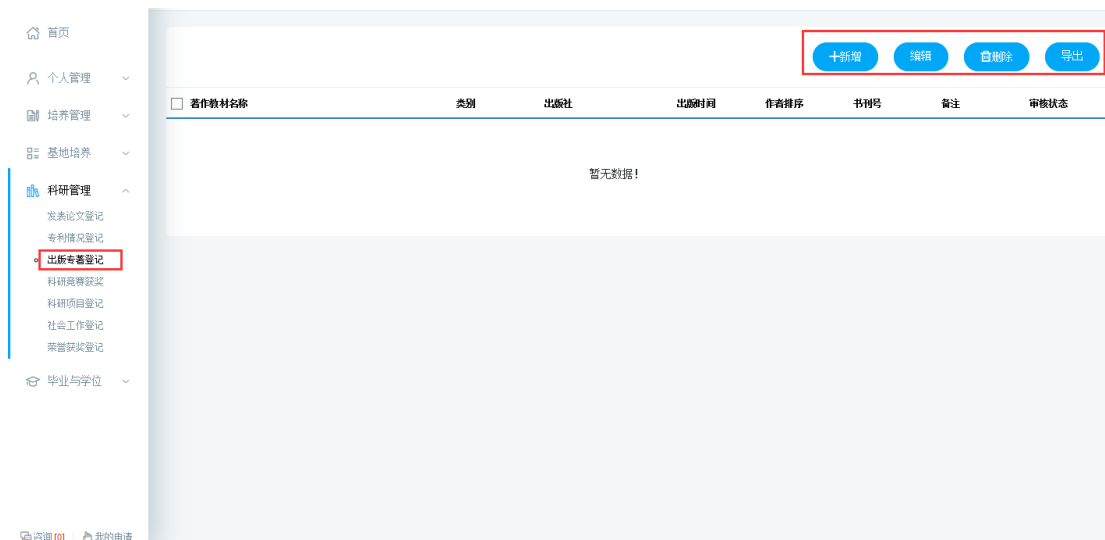 首页
个人管理
培养管理
基地培养
科研管理
发表论文登记
专利情况登记
出版专著登记
科研竞赛获奖
科研项目登记
社会工作登记
荣誉获奖登记
毕业与学位
咨询[0] 我的申请
+新增 编辑 删除 导出
著作教材名称 类别 出版社 出版时间 作者排序 书刊号 备注 审核状态
暂无数据!